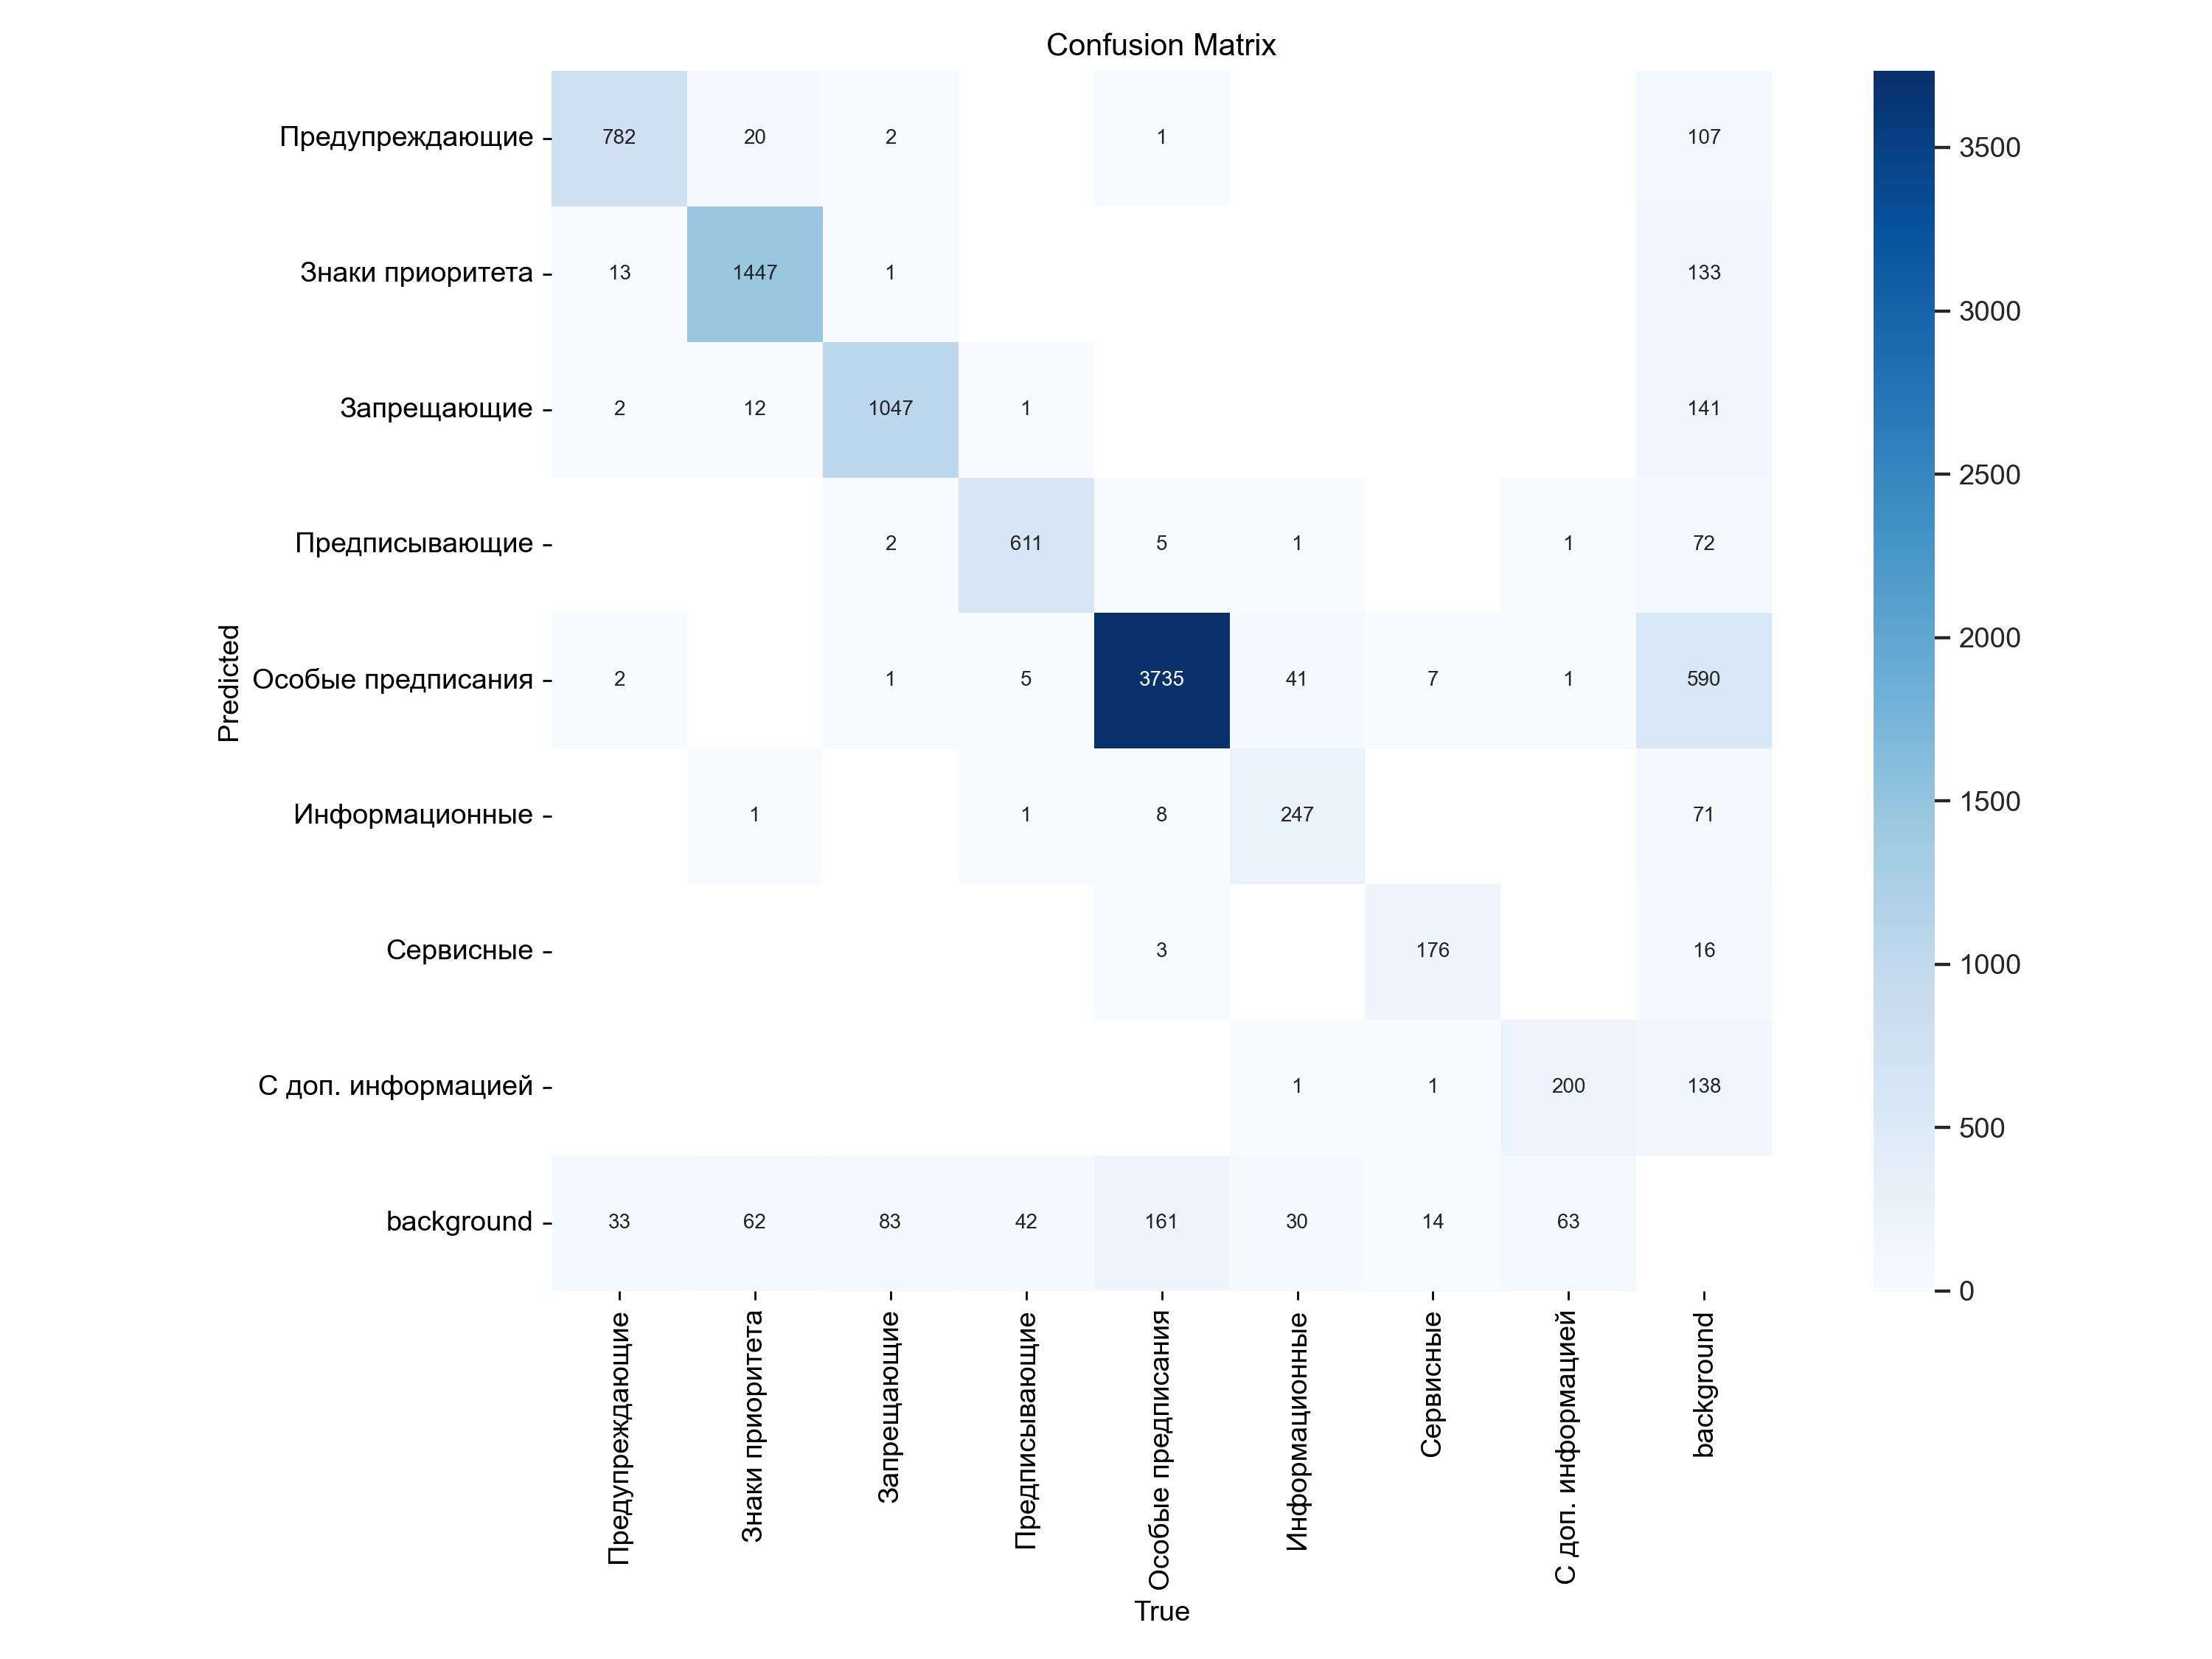 Confusion Matrix
Предупреждающие 782 20 2 1 107
Знаки приоритета 13 1447 1 133
Запрещающие 2 12 1047 1 141
Предписывающие 2 611 5 1 1 72
Особые предписания 2 1 5 3735 41 7 1 590
Информационные 1 1 8 247 71
Сервисные 3 176 16
С доп. информацией 1 1 200 138
background 33 62 83 42 161 30 14 63
Predicted
Предупреждающие
Знаки приоритета
Запрещающие
Предписывающие
Особые предписания
Информационные
Сервисные
С доп. информацией
background
True
3500
3000
2500
2000
1500
1000
500
0